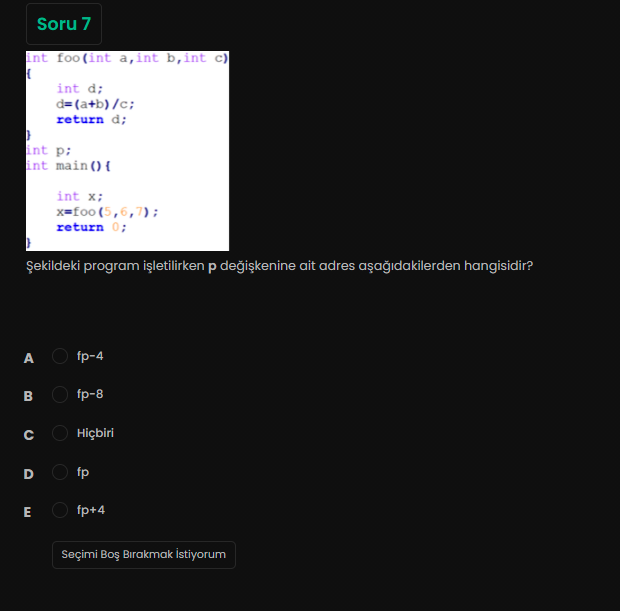 Soru 7
int foo(int a,int b,int c)
{
int d;
d=(a+b)/c;
return d;
}
int p;
int main(){
int x;
x=foo(5,6,7);
return 0;
}
Şekildeki program işletilirken p değişkenine ait adres aşağıdakilerden hangisidir?
A fp-4
B fp-8
C Hiçbiri
D fp
E fp+4
Seçimi Boş Bırakmak İstiyorum